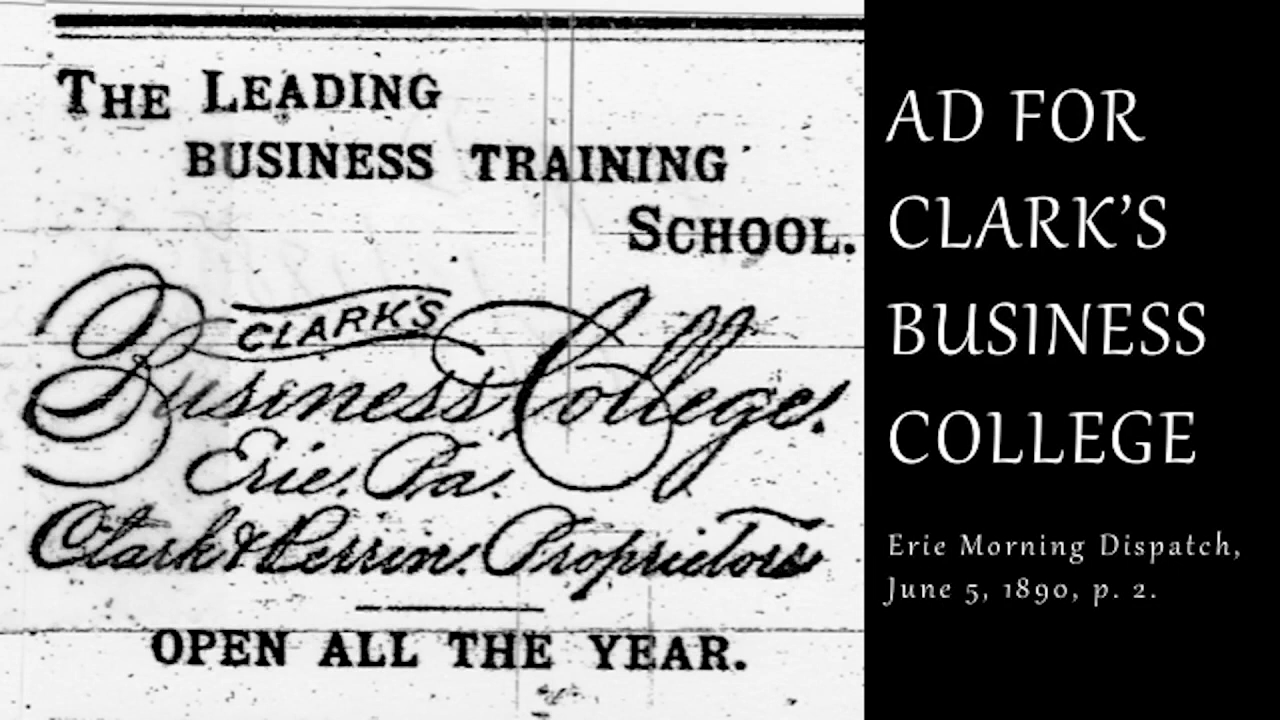 THE LEADING
BUSINESS TRAINING
SCHOOL.
CLARK'S
Business College.
Erie. Pa.
Clark & Perrin. Proprietors
OPEN ALL THE YEAR.
AD FOR
CLARK’S
BUSINESS
COLLEGE
Erie Morning Dispatch,
June 5, 1890, p. 2.